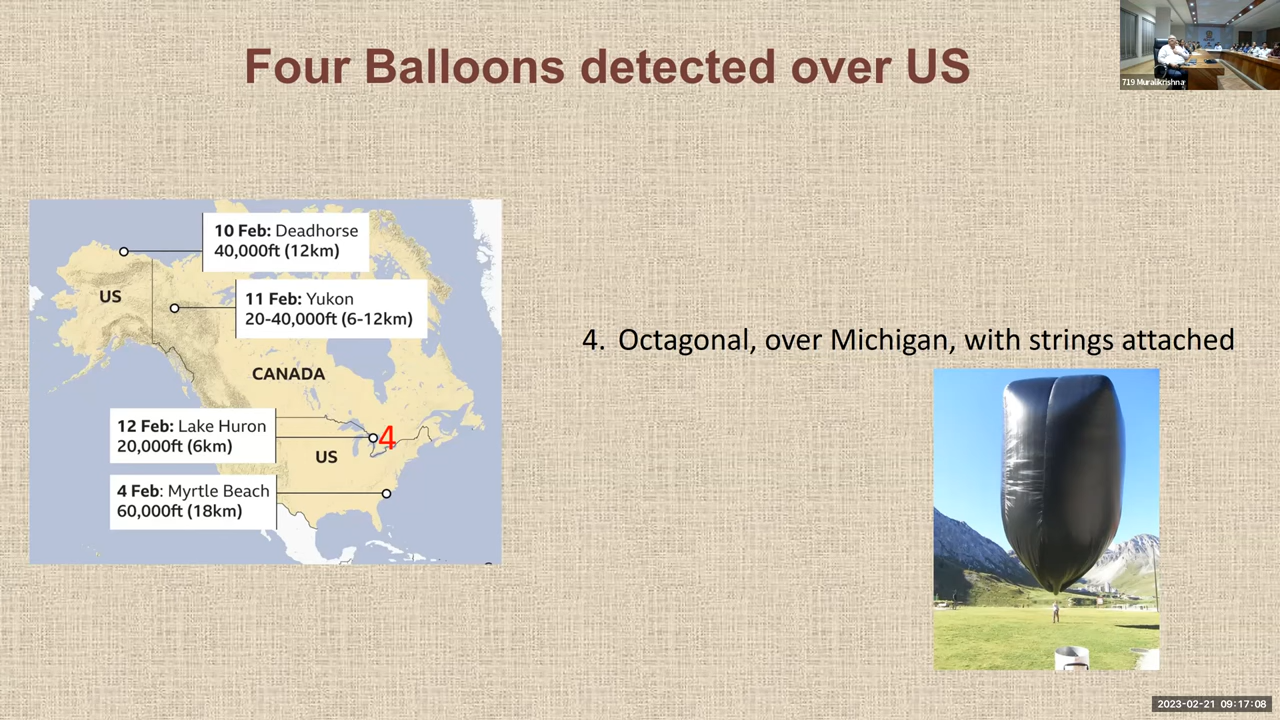 Four Balloons detected over US
719 Muralikrishna
10 Feb: Deadhorse
40,000ft (12km)
US
11 Feb: Yukon
20-40,000ft (6-12km)
4. Octagonal, over Michigan, with strings attached
CANADA
12 Feb: Lake Huron
20,000ft (6km)
4
US
4 Feb: Myrtle Beach
60,000ft (18km)
2023-02-21 09:17:08